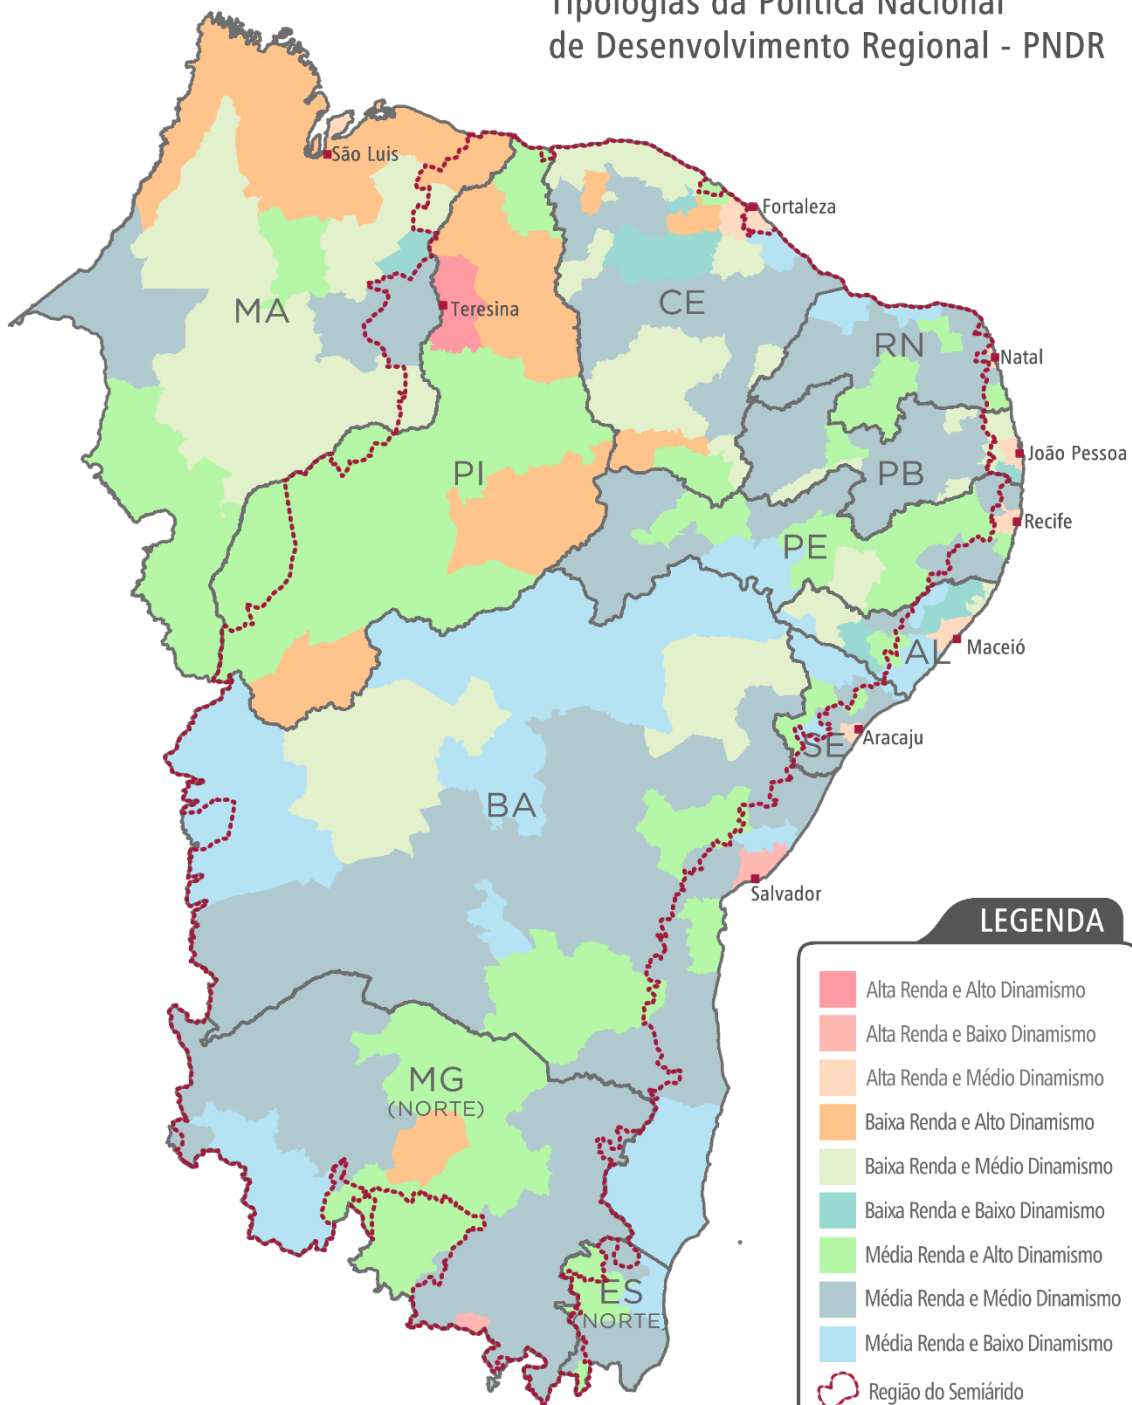 Tipologias da Política Nacional
de Desenvolvimento Regional - PNDR
São Luis
Fortaleza
MA
Teresina
CE
RN
Natal
PI
PB
João Pessoa
Recife
PE
AL
Maceió
SE
Aracaju
BA
Salvador
MG
(NORTE)
ES
(NORTE)
LEGENDA
Alta Renda e Alto Dinamismo
Alta Renda e Baixo Dinamismo
Alta Renda e Médio Dinamismo
Baixa Renda e Alto Dinamismo
Baixa Renda e Médio Dinamismo
Baixa Renda e Baixo Dinamismo
Média Renda e Alto Dinamismo
Média Renda e Médio Dinamismo
Média Renda e Baixo Dinamismo
Região do Semiárido